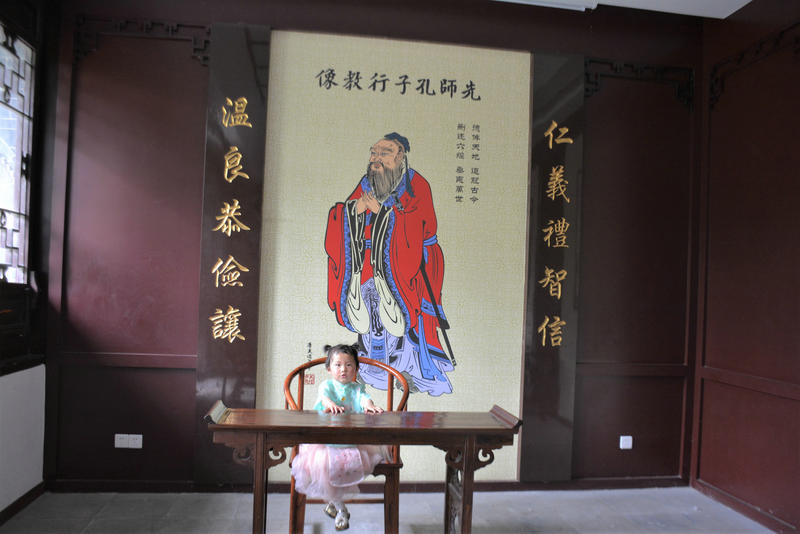 先師孔子行教像
德侔天地 道冠古今
刪述六經 垂憲萬世
仁義禮智信
温良恭儉讓